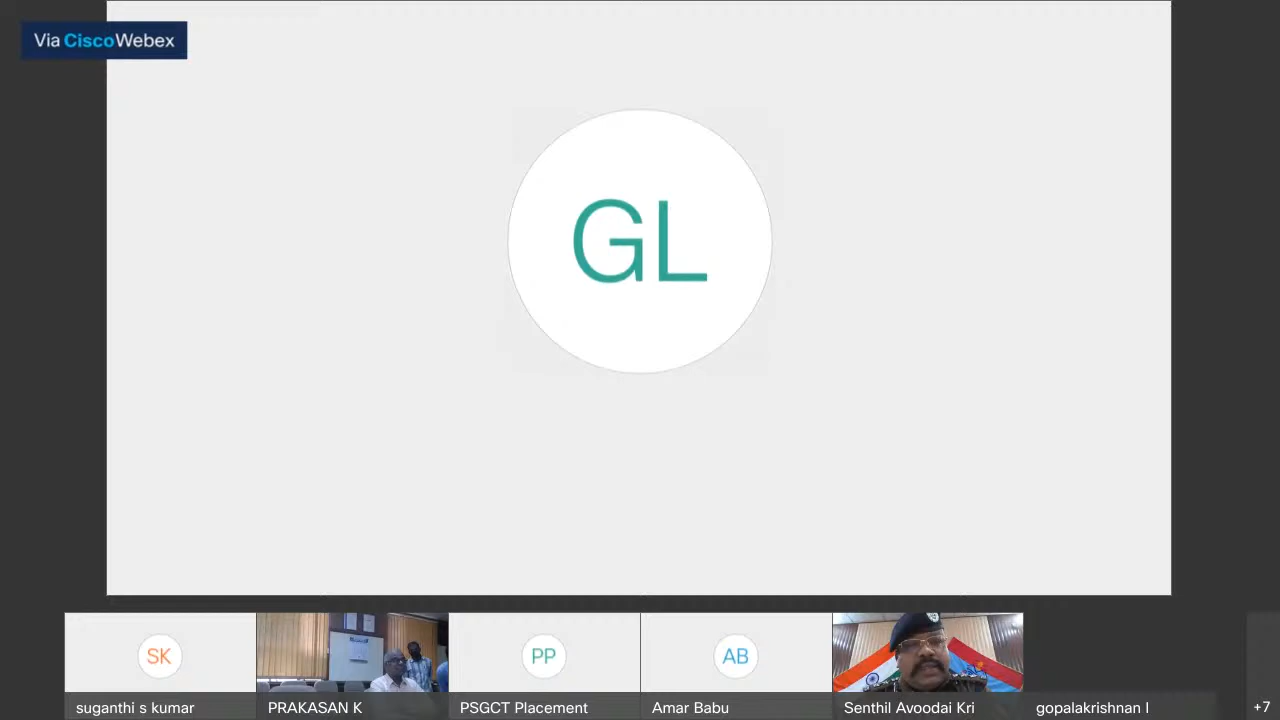 Via CiscoWebex
GL
SK
PP
AB
suganthi s kumar
PRAKASAN K
PSGCT Placement
Amar Babu
Senthil Avoodai Kri
gopalakrishnan l
+7